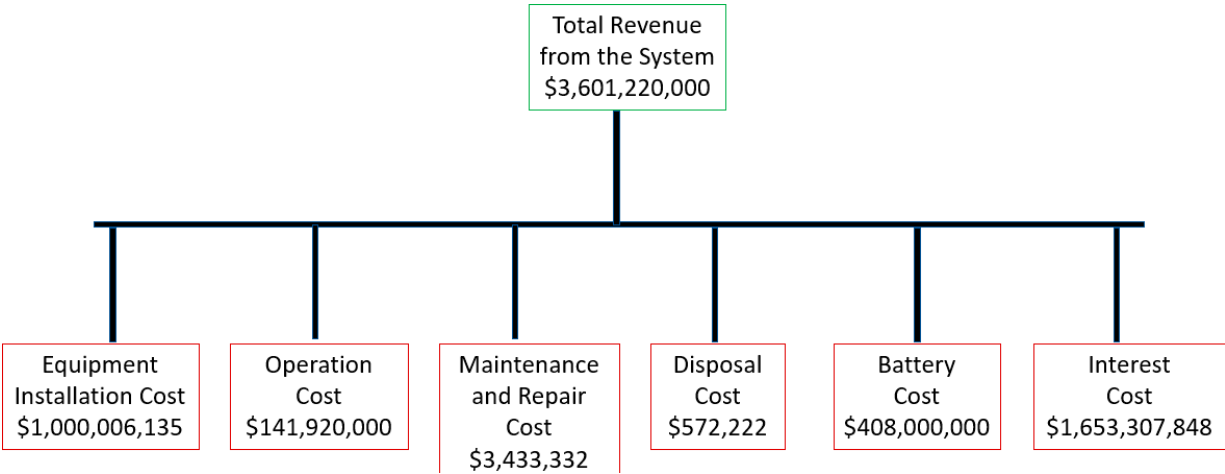 Total Revenue
from the System
$3,601,220,000
Equipment
Installation Cost
$1,000,006,135
Operation
Cost
$141,920,000
Maintenance
and Repair
Cost
$3,433,332
Disposal
Cost
$572,222
Battery
Cost
$408,000,000
Interest
Cost
$1,653,307,848